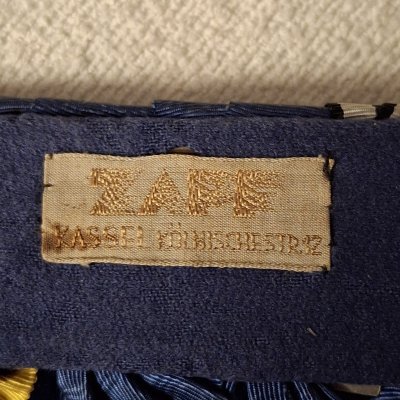 ZAPF
KASSEL KÖLNISCHESTR.12